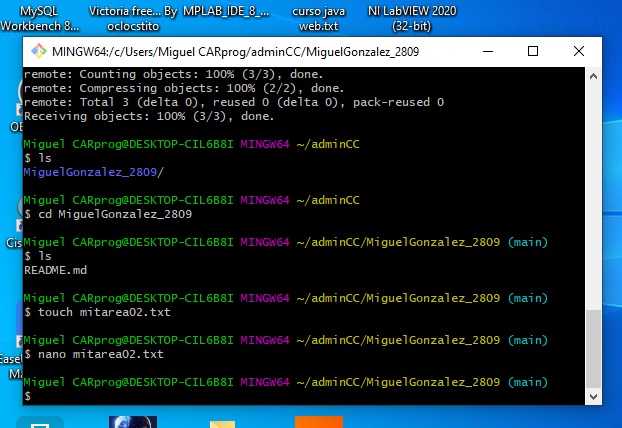 MySQL
Workbench 8....
Victoria free... By
oclocstito
MPLAB_IDE_8_...
curso java
web.txt
NI LabVIEW 2020
(32-bit)
MINGW64:/c/Users/Miguel CARprog/adminCC/MiguelGonzalez_2809
remote: Counting objects: 100% (3/3), done.
remote: Compressing objects: 100% (2/2), done.
remote: Total 3 (delta 0), reused 0 (delta 0), pack-reused 0
Receiving objects: 100% (3/3), done.
Miguel CARprog@DESKTOP-CIL6B8I MINGW64 ~/adminCC
$ ls
MiguelGonzalez_2809/
Miguel CARprog@DESKTOP-CIL6B8I MINGW64 ~/adminCC
$ cd MiguelGonzalez_2809
Miguel CARprog@DESKTOP-CIL6B8I MINGW64 ~/adminCC/MiguelGonzalez_2809 (main)
$ ls
README.md
Miguel CARprog@DESKTOP-CIL6B8I MINGW64 ~/adminCC/MiguelGonzalez_2809 (main)
$ touch mitarea02.txt
Miguel CARprog@DESKTOP-CIL6B8I MINGW64 ~/adminCC/MiguelGonzalez_2809 (main)
$ nano mitarea02.txt
Miguel CARprog@DESKTOP-CIL6B8I MINGW64 ~/adminCC/MiguelGonzalez_2809 (main)
$